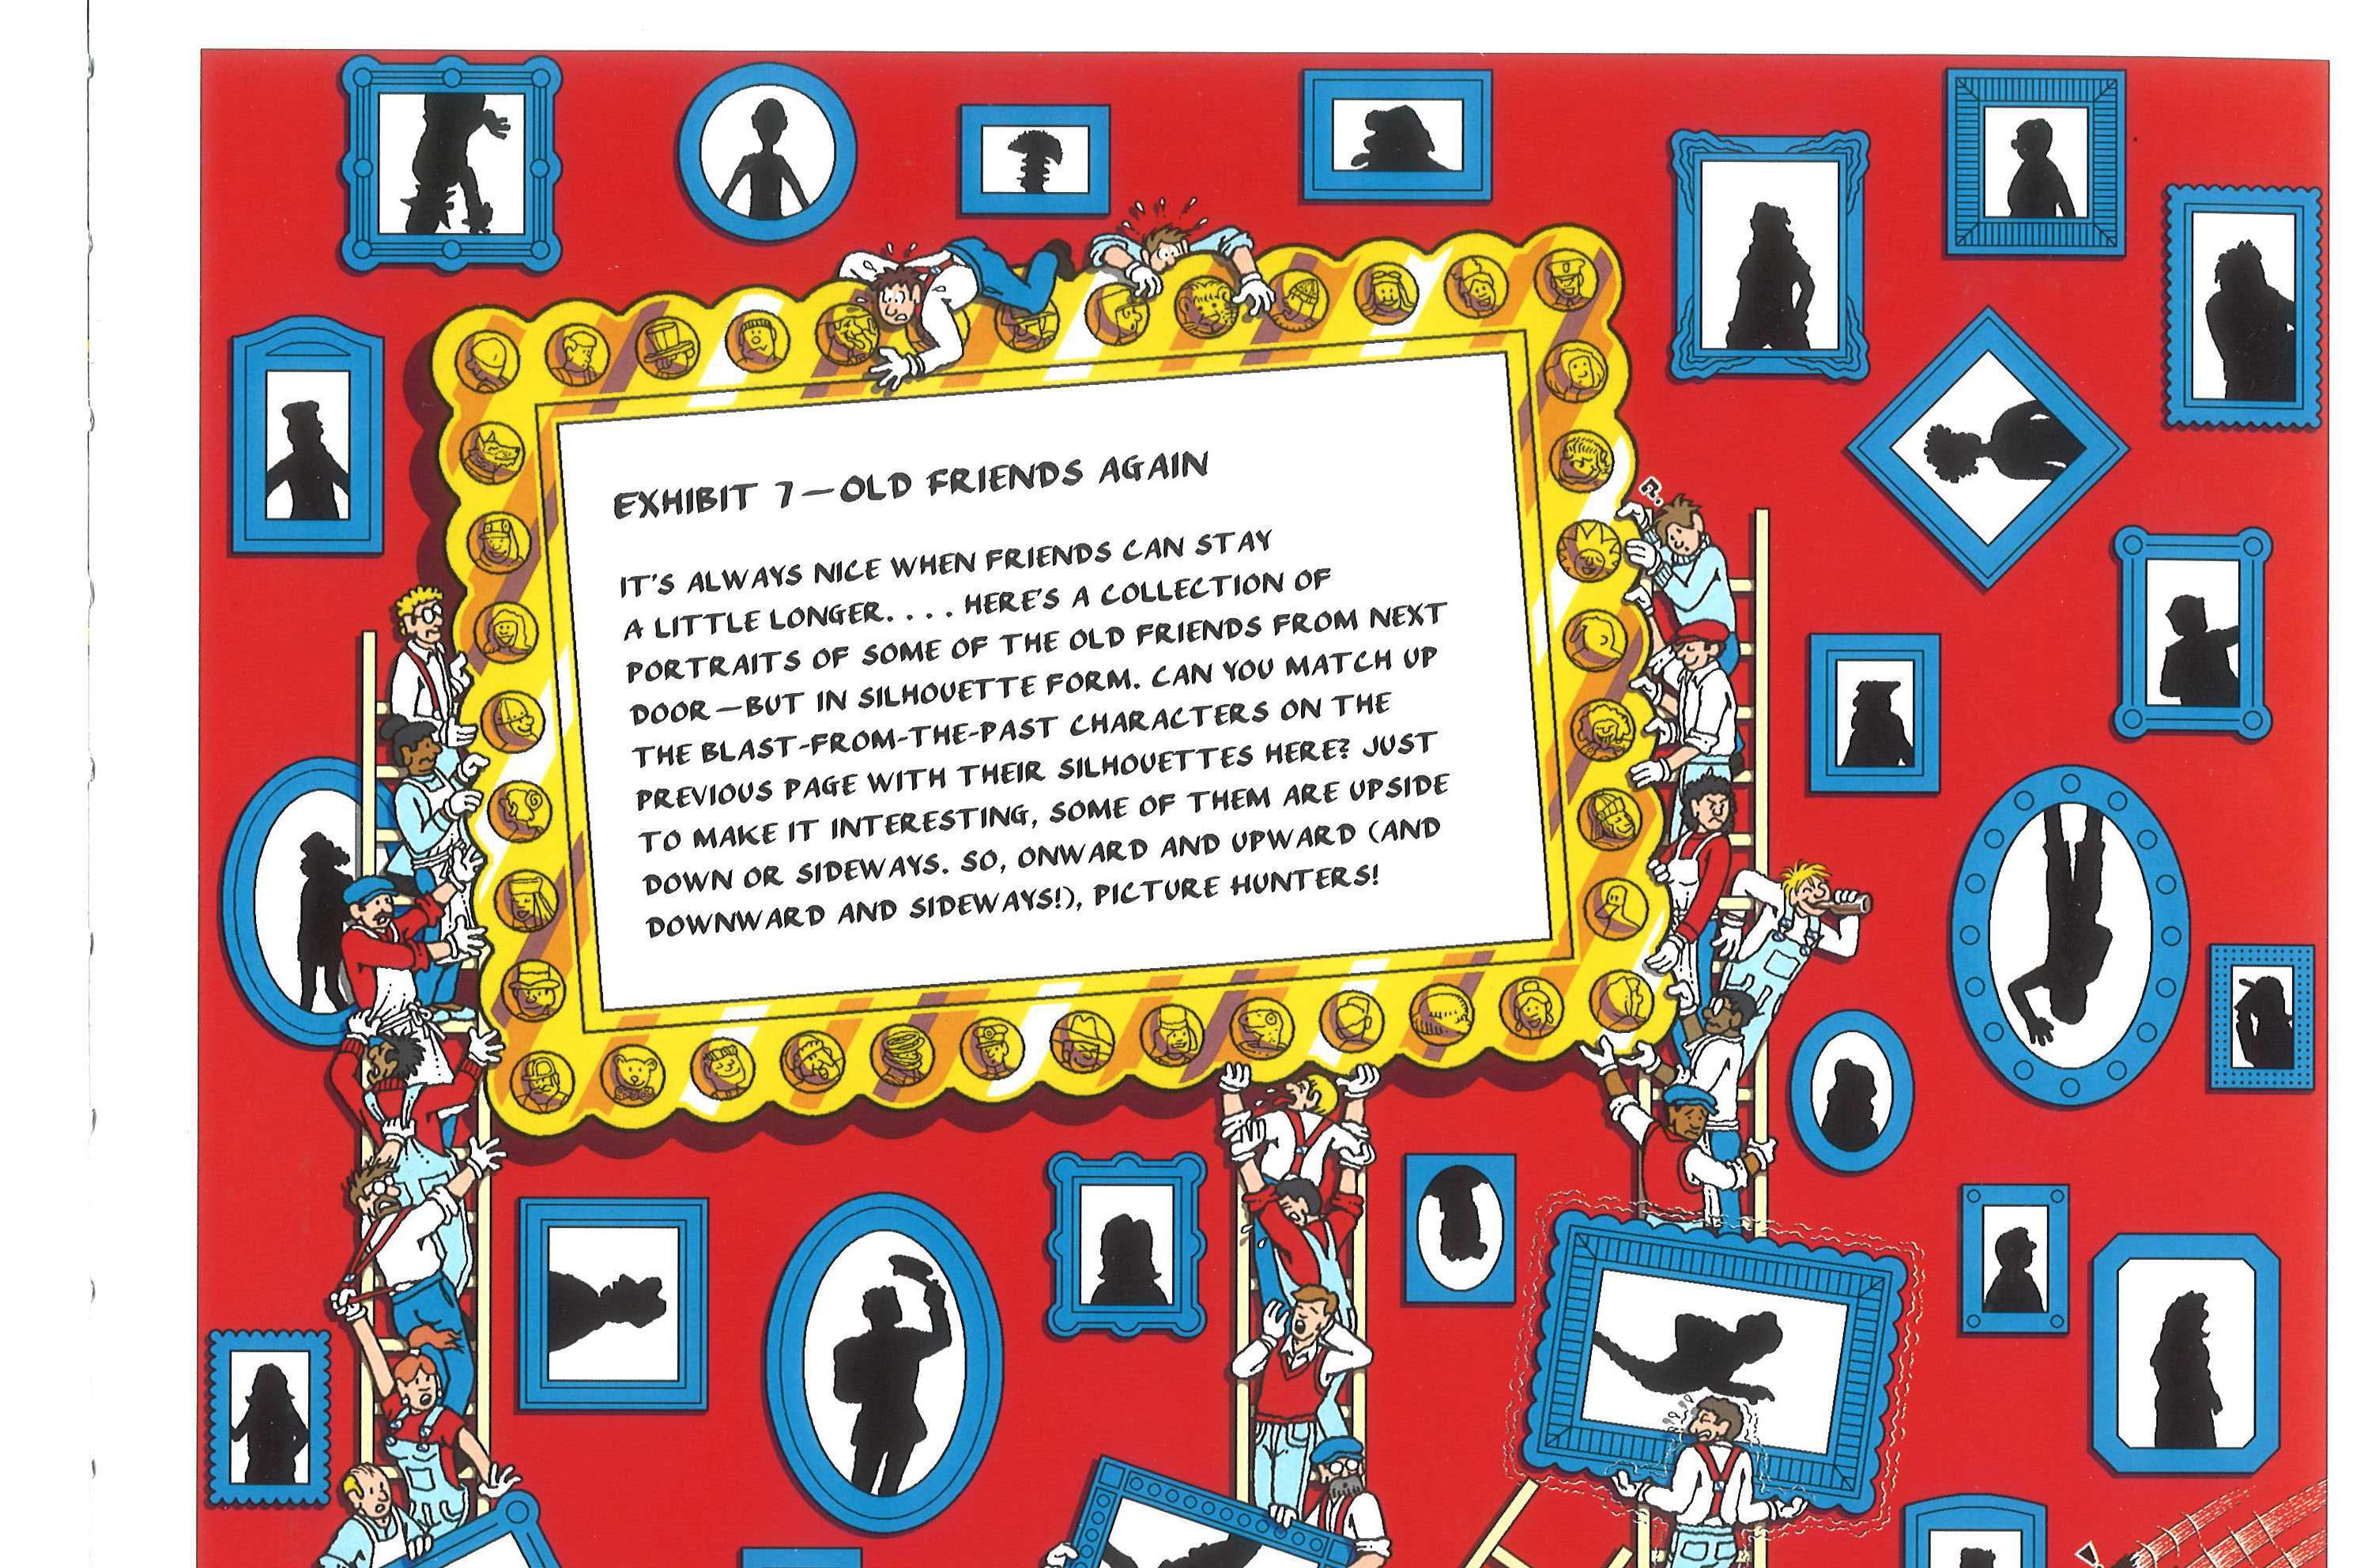 EXHIBIT 7—OLD FRIENDS AGAIN
IT'S ALWAYS NICE WHEN FRIENDS CAN STAY
A LITTLE LONGER. . . . HERE'S A COLLECTION OF
PORTRAITS OF SOME OF THE OLD FRIENDS FROM NEXT
DOOR—BUT IN SILHOUETTE FORM. CAN YOU MATCH UP
THE BLAST-FROM-THE-PAST CHARACTERS ON THE
PREVIOUS PAGE WITH THEIR SILHOUETTES HERE? JUST
TO MAKE IT INTERESTING, SOME OF THEM ARE UPSIDE
DOWN OR SIDEWAYS. SO, ONWARD AND UPWARD (AND
DOWNWARD AND SIDEWAYS!), PICTURE HUNTERS!
?.